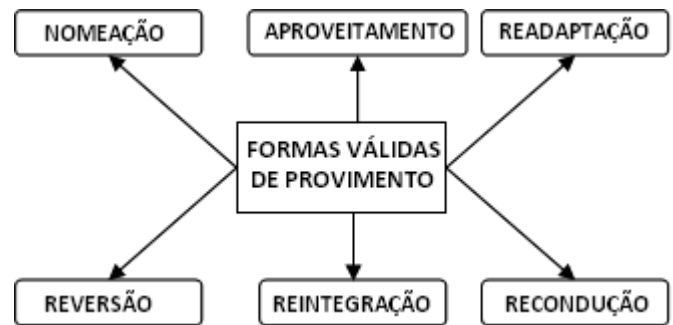 NOMEAÇÃO
APROVEITAMENTO
READAPTAÇÃO
FORMAS VÁLIDAS
DE PROVIMENTO
REVERSÃO
REINTEGRAÇÃO
RECONDUÇÃO